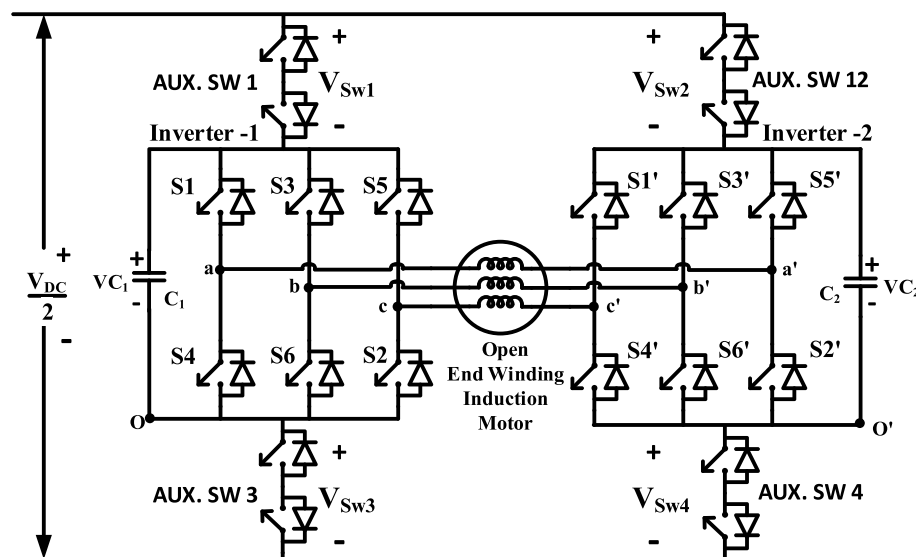 AUX. SW 1
+
V_Sw1
-
+
V_Sw2
-
AUX. SW 12
Inverter -1
Inverter -2
S1
S3
S5
S1'
S3'
S5'
+
V_DC
2
-
VC₁
+
-
C₁
a
b
c
a'
b'
c'
C₂
+
-
VC₂
S4
S6
S2
Open
End Winding
Induction
Motor
S4'
S6'
S2'
O
O'
AUX. SW 3
+
V_Sw3
-
+
V_Sw4
-
AUX. SW 4